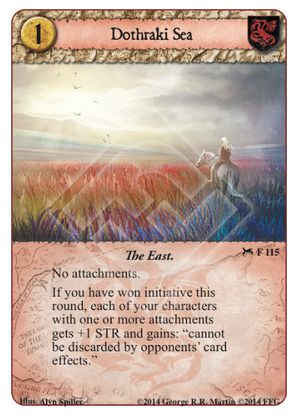 1
Dothraki Sea
The East.
F 115
No attachments.
If you have won initiative this
round, each of your characters
with one or more attachments
gets +1 STR and gains: “cannot
be discarded by opponents’ card
effects.”
Illus. Alyn Spiller
©2014 George R.R. Martin ©2014 FFG